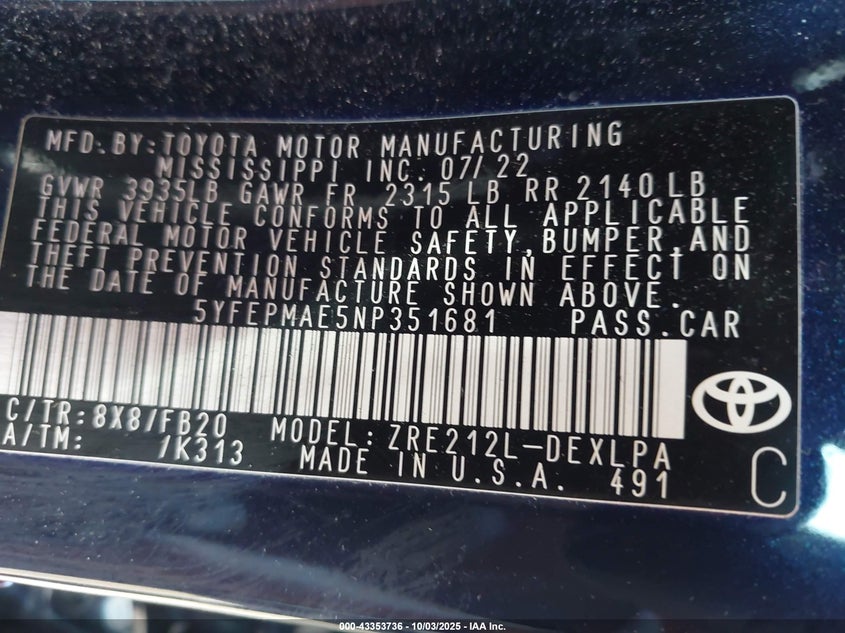 MFD. BY: TOYOTA MOTOR MANUFACTURING
MISSISSIPPI INC. 07/22
GVWR 3935LB GAWR FR 2315 LB RR 2140 LB
THIS VEHICLE CONFORMS TO ALL APPLICABLE
FEDERAL MOTOR VEHICLE SAFETY, BUMPER, AND
THEFT PREVENTION STANDARDS IN EFFECT ON
THE DATE OF MANUFACTURE SHOWN ABOVE.
5YFEPMAE5NP351681 PASS. CAR
C/TR: 8X8/FB20 MODEL: ZRE212L-DEXLPA
A/TM: /K313 MADE IN U.S.A. 491 C
000-43353736 - 10/03/2025 - IAA Inc.